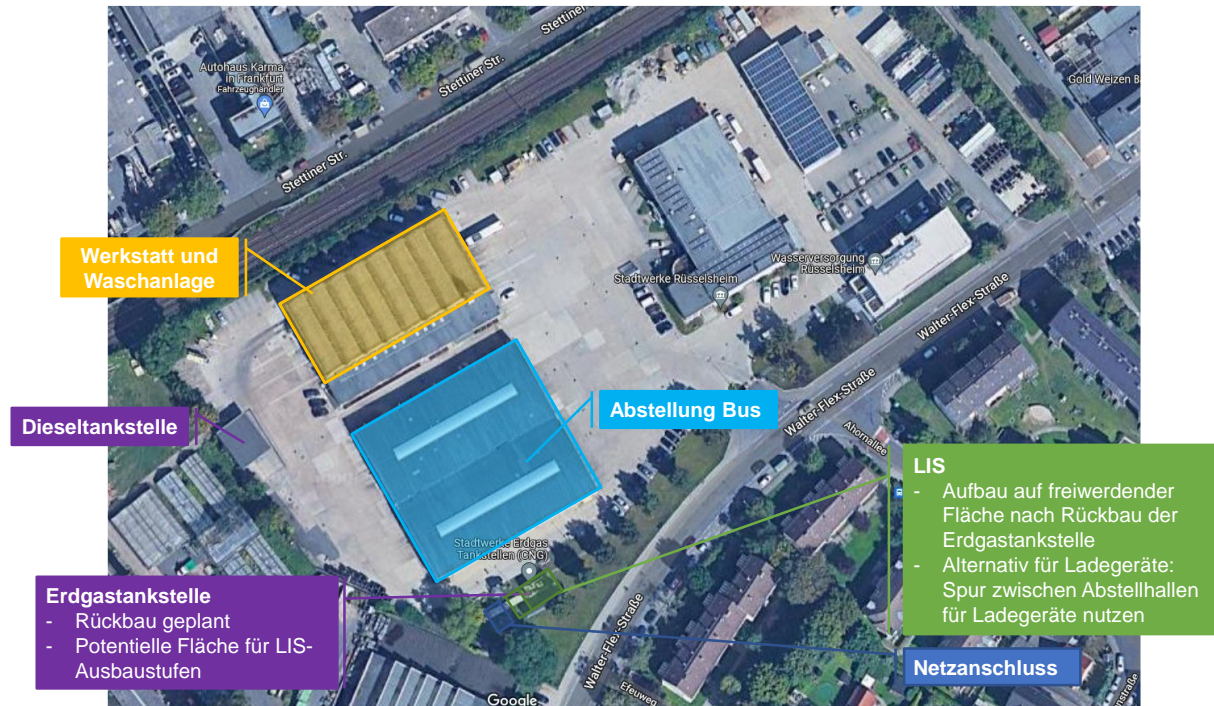 Stettiner Str.
Autohaus Karma
in Frankfurt
Fahrzeughändler
Stettiner Str.
Stettiner Str.
Gold Weizen B
Werkstatt und
Waschanlage
Wasserversorgung
Rüsselsheim
Stadtwerke Rüsselsheim
Walter-Flex-Straße
Walter-Flex-Straße
Ahornallee
Dieseltankstelle
Abstellung Bus
LIS
- Aufbau auf freiwerdender
Fläche nach Rückbau der
Erdgastankstelle
- Alternativ für Ladegeräte:
Spur zwischen Abstellhallen
für Ladegeräte nutzen
Stadtwerke Erdgas
Tankstellen (CNG)
Erdgastankstelle
- Rückbau geplant
- Potentielle Fläche für LIS-
Ausbaustufen
Walter-Flex-Straße
Netzanschluss
Efeuweg
Google